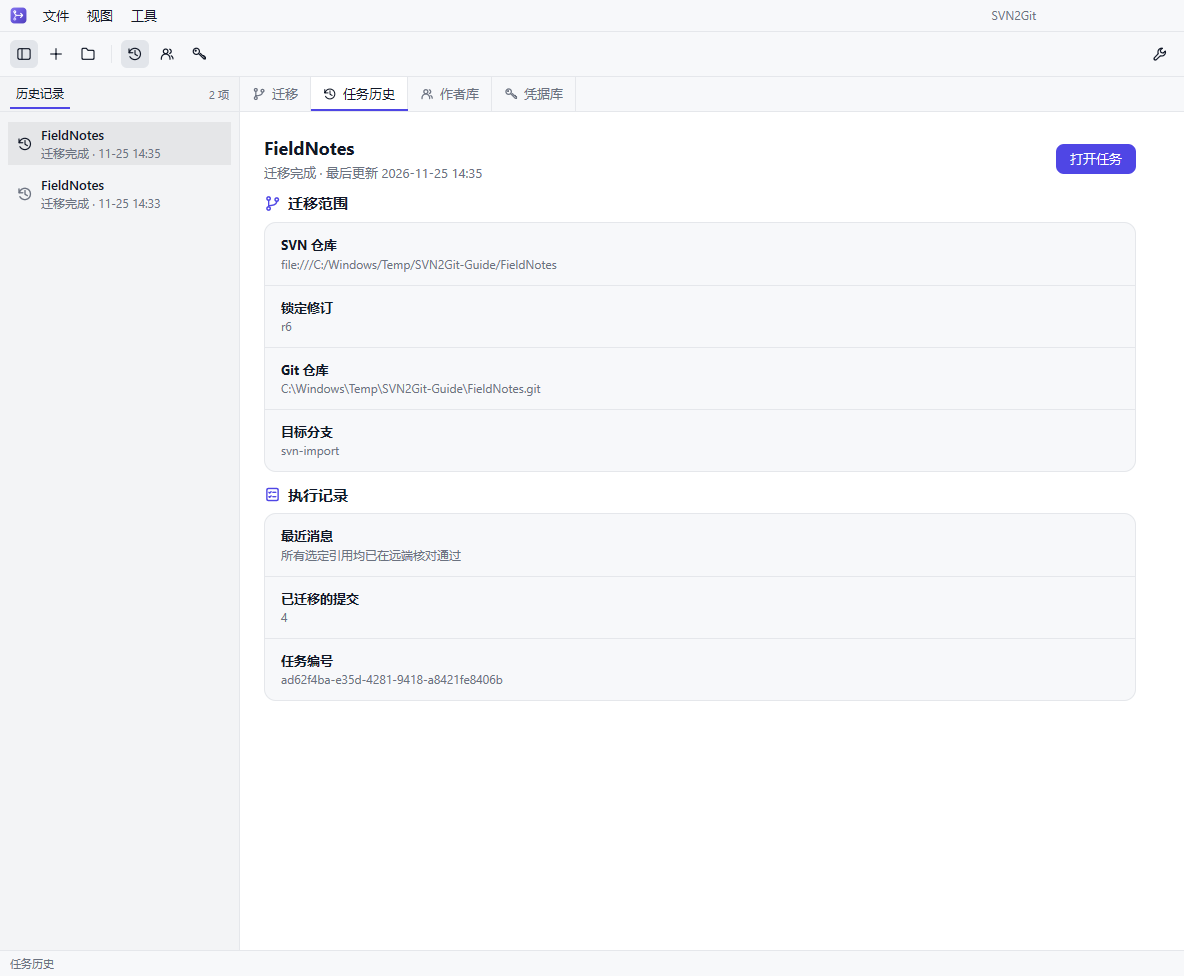 文件 视图 工具 SVN2Git
历史记录 2 项
迁移 任务历史 作者库 凭据库
FieldNotes
迁移完成 · 11-25 14:35
FieldNotes
迁移完成 · 11-25 14:33
FieldNotes
迁移完成 · 最后更新 2026-11-25 14:35
打开任务
迁移范围
SVN 仓库
file:///C:/Windows/Temp/SVN2Git-Guide/FieldNotes
锁定修订
r6
Git 仓库
C:\Windows\Temp\SVN2Git-Guide\FieldNotes.git
目标分支
svn-import
执行记录
最近消息
所有选定引用均已在远端核对通过
已迁移的提交
4
任务编号
ad62f4ba-e35d-4281-9418-a8421fe8406b
任务历史